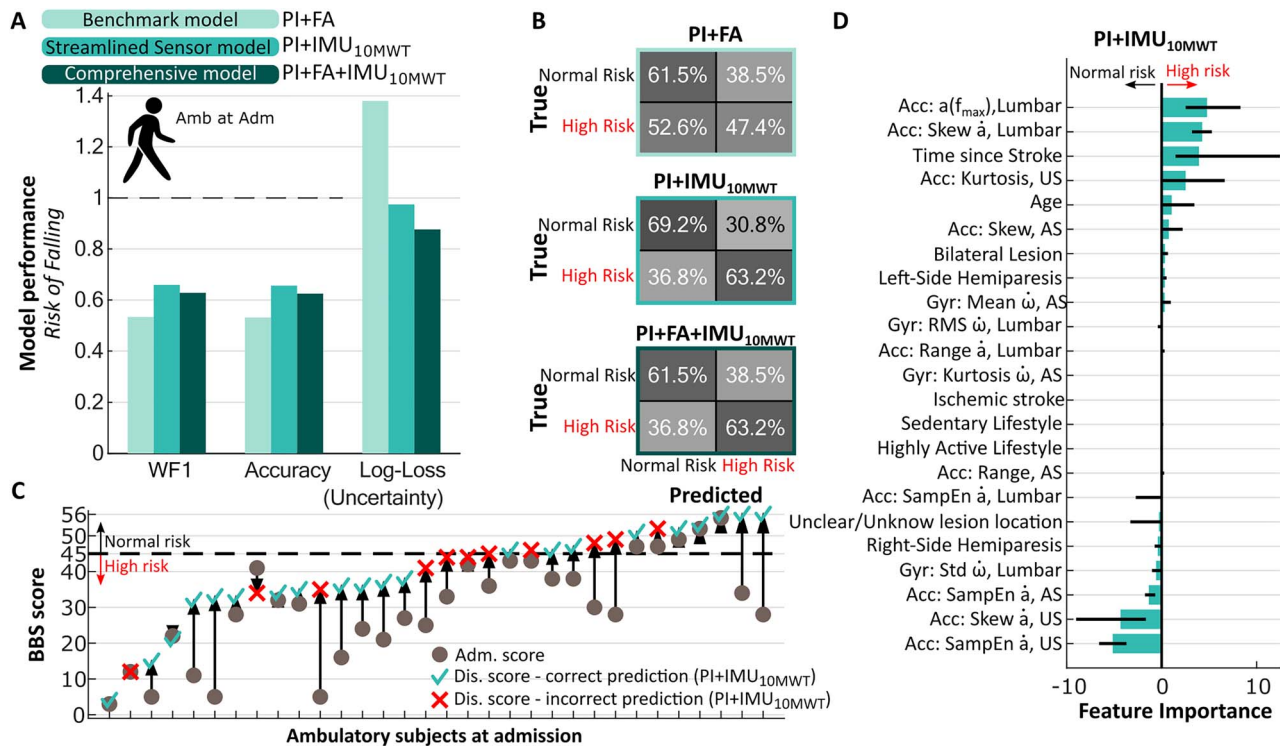 A
Benchmark model PI+FA
Streamlined Sensor model PI+IMU10MWT
Comprehensive model PI+FA+IMU10MWT
Model performance
Risk of Falling
1.4
1.2
1
0.8
0.6
0.4
0.2
0
Amb at Adm
WF1 Accuracy Log-Loss
(Uncertainty)
B
PI+FA
True
Normal Risk 61.5% 38.5%
High Risk 52.6% 47.4%
PI+IMU10MWT
True
Normal Risk 69.2% 30.8%
High Risk 36.8% 63.2%
PI+FA+IMU10MWT
True
Normal Risk 61.5% 38.5%
High Risk 36.8% 63.2%
Normal Risk High Risk
Predicted
C
BBS score
56
50
45
40
30
20
10
0
Normal risk
High risk
Adm. score
Dis. score - correct prediction (PI+IMU10MWT)
Dis. score - incorrect prediction (PI+IMU10MWT)
Ambulatory subjects at admission
D
PI+IMU10MWT
Normal risk High risk
Acc: a(fmax),Lumbar
Acc: Skew ȧ, Lumbar
Time since Stroke
Acc: Kurtosis, US
Age
Acc: Skew, AS
Bilateral Lesion
Left-Side Hemiparesis
Gyr: Mean ω̇, AS
Gyr: RMS ω̇, Lumbar
Acc: Range ȧ, Lumbar
Gyr: Kurtosis ω̇, AS
Ischemic stroke
Sedentary Lifestyle
Highly Active Lifestyle
Acc: Range, AS
Acc: SampEn ȧ, Lumbar
Unclear/Unknow lesion location
Right-Side Hemiparesis
Gyr: Std ω̇, Lumbar
Acc: SampEn ȧ, AS
Acc: Skew ȧ, US
Acc: SampEn ȧ, US
-10 0 10
Feature Importance